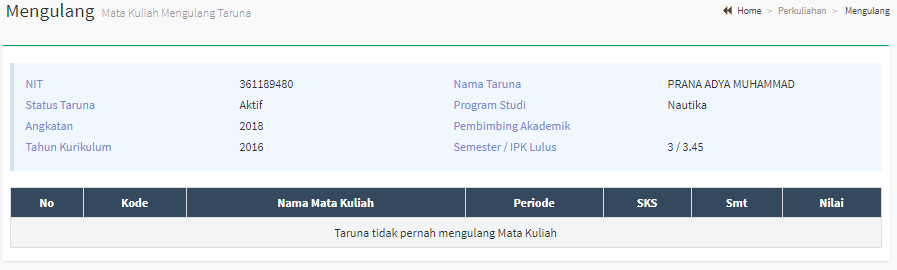 Mengulang Mata Kuliah Mengulang Taruna
Home > Perkuliahan > Mengulang
NIT 361189480 Nama Taruna PRANA ADYA MUHAMMAD
Status Taruna Aktif Program Studi Nautika
Angkatan 2018 Pembimbing Akademik
Tahun Kurikulum 2016 Semester / IPK Lulus 3 / 3.45
No Kode Nama Mata Kuliah Periode SKS Smt Nilai
Taruna tidak pernah mengulang Mata Kuliah